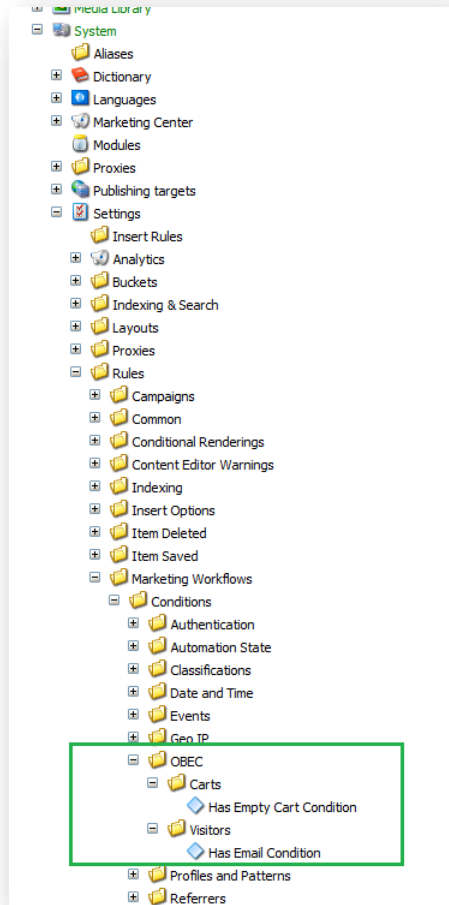 Media Library
System
Aliases
Dictionary
Languages
Marketing Center
Modules
Proxies
Publishing targets
Settings
Insert Rules
Analytics
Buckets
Indexing & Search
Layouts
Proxies
Rules
Campaigns
Common
Conditional Renderings
Content Editor Warnings
Indexing
Insert Options
Item Deleted
Item Saved
Marketing Workflows
Conditions
Authentication
Automation State
Classifications
Date and Time
Events
Geo IP
OBEC
Carts
Has Empty Cart Condition
Visitors
Has Email Condition
Profiles and Patterns
Referrers